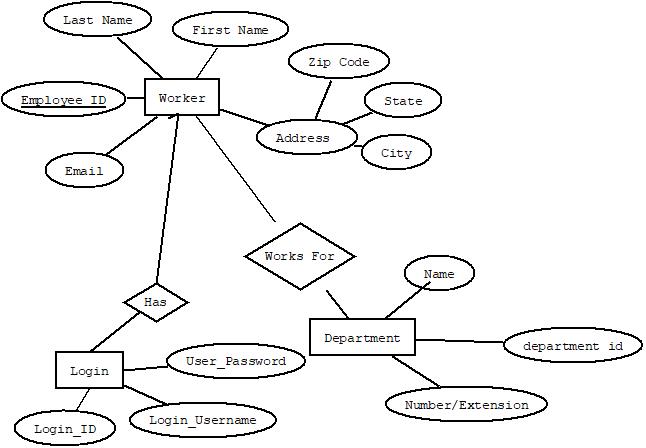 Last Name
First Name
Zip Code
Employee ID
Worker
State
Address
City
Email
Works For
Name
Has
Department
department id
User_Password
Login
Number/Extension
Login_Username
Login_ID